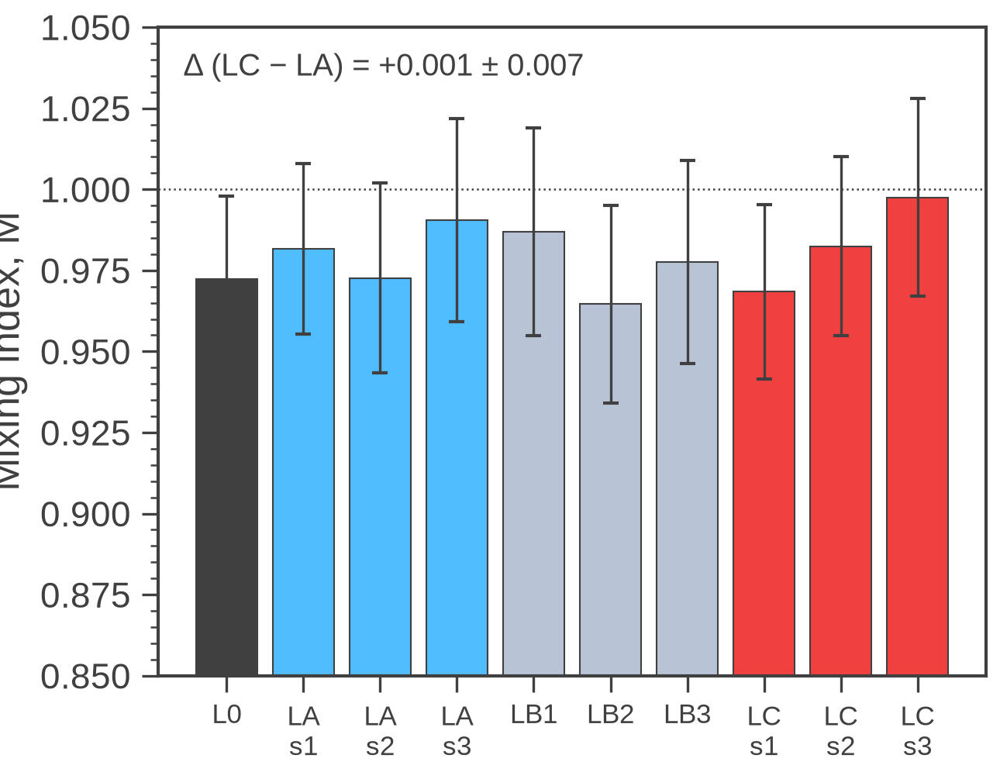 Δ (LC − LA) = +0.001 ± 0.007
Mixing Index, M
1.050
1.025
1.000
0.975
0.950
0.925
0.900
0.875
0.850
L0
LA s1
LA s2
LA s3
LB1
LB2
LB3
LC s1
LC s2
LC s3